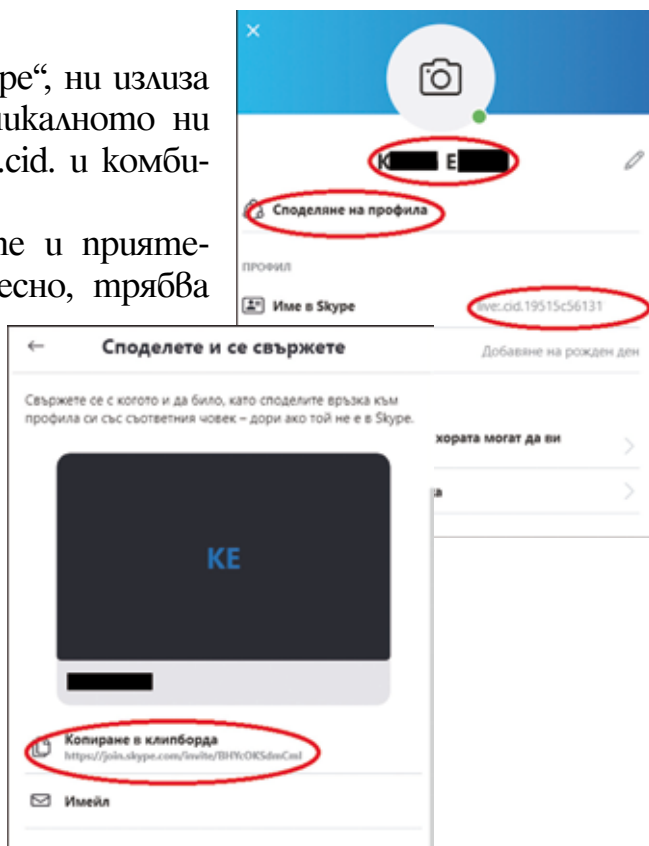 ре“, ни излиза
никалното ни
.cid. и комби-
те и прияте-
есно, трябва
К Е
Споделяне на профила
ПРОФИЛ
Име в Skype
live:.cid.19515c56131
Добавяне на рожден ден
хората могат да ви
Споделете и се свържете
Свържете се с когото и да било, като споделите връзка към
профила си със съответния човек – дори ако той не е в Skype.
KE
Копиране в клипборда
https://join.skype.com/invite/BHYcOKSdmCml
Имейл